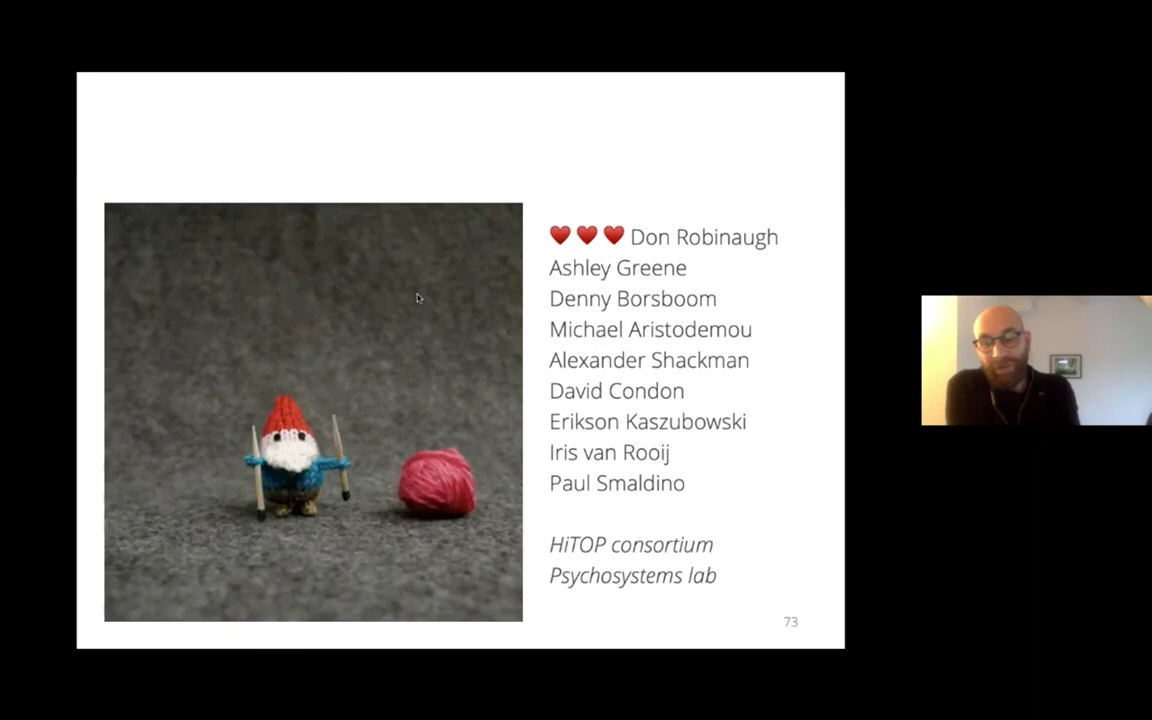 ❤️ ❤️ ❤️ Don Robinaugh
Ashley Greene
Denny Borsboom
Michael Aristodemou
Alexander Shackman
David Condon
Erikson Kaszubowski
Iris van Rooij
Paul Smaldino
HiTOP consortium
Psychosystems lab
73